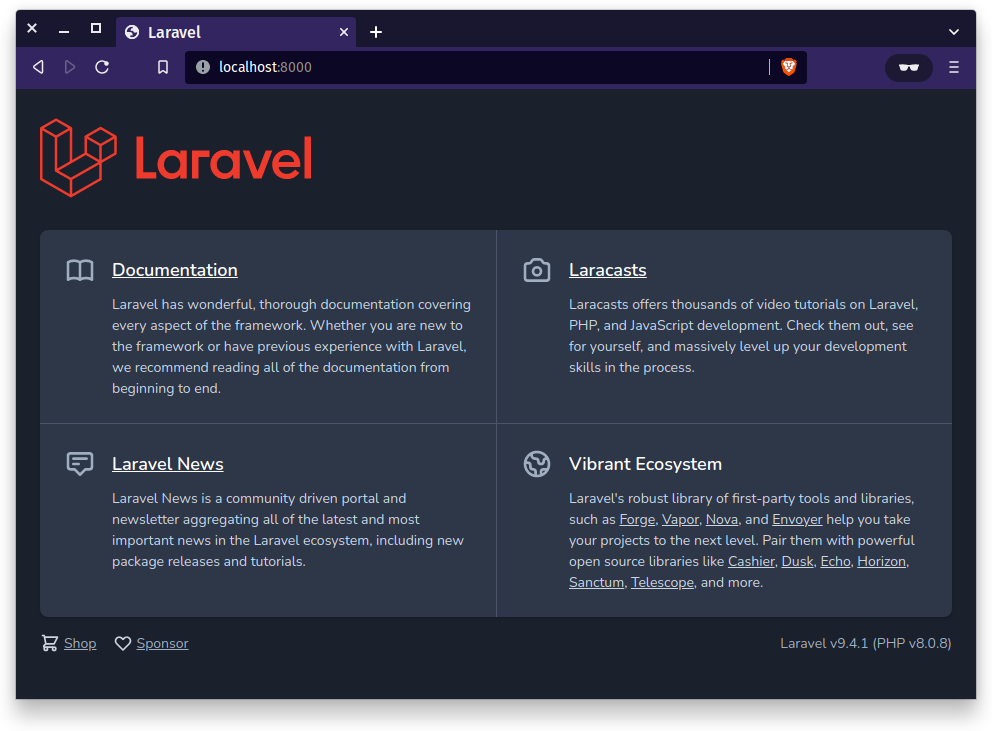 Laravel
localhost:8000
Laravel
Documentation
Laravel has wonderful, thorough documentation covering
every aspect of the framework. Whether you are new to
the framework or have previous experience with Laravel,
we recommend reading all of the documentation from
beginning to end.
Laracasts
Laracasts offers thousands of video tutorials on Laravel,
PHP, and JavaScript development. Check them out, see
for yourself, and massively level up your development
skills in the process.
Laravel News
Laravel News is a community driven portal and
newsletter aggregating all of the latest and most
important news in the Laravel ecosystem, including new
package releases and tutorials.
Vibrant Ecosystem
Laravel's robust library of first-party tools and libraries,
such as Forge, Vapor, Nova, and Envoyer help you take
your projects to the next level. Pair them with powerful
open source libraries like Cashier, Dusk, Echo, Horizon,
Sanctum, Telescope, and more.
Shop
Sponsor
Laravel v9.4.1 (PHP v8.0.8)